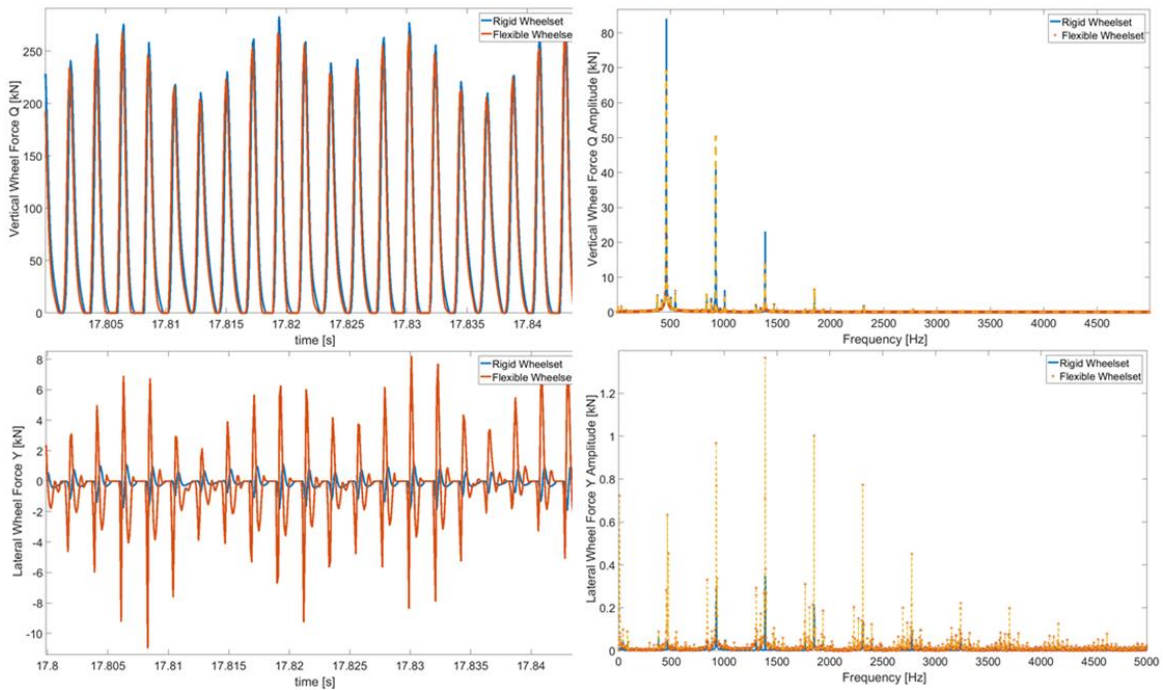 Rigid Wheelset
Flexible Wheelse
250
200
150
100
50
0
Vertical Wheel Force Q [kN]
17.805 17.81 17.815 17.82 17.825 17.83 17.835 17.84
time [s]
Rigid Wheelset
Flexible Wheelset
80
70
60
50
40
30
20
10
0
Vertical Wheel Force Q Amplitude [kN]
500 1000 1500 2000 2500 3000 3500 4000 4500
Frequency [Hz]
Rigid Wheelset
Flexible Wheelse
8
6
4
2
0
-2
-4
-6
-8
-10
Lateral Wheel Force Y [kN]
17.8 17.805 17.81 17.815 17.82 17.825 17.83 17.835 17.84
time [s]
Rigid Wheelset
Flexible Wheelset
1.2
1
0.8
0.6
0.4
0.2
0
Lateral Wheel Force Y Amplitude [kN]
0 500 1000 1500 2000 2500 3000 3500 4000 4500 5000
Frequency [Hz]